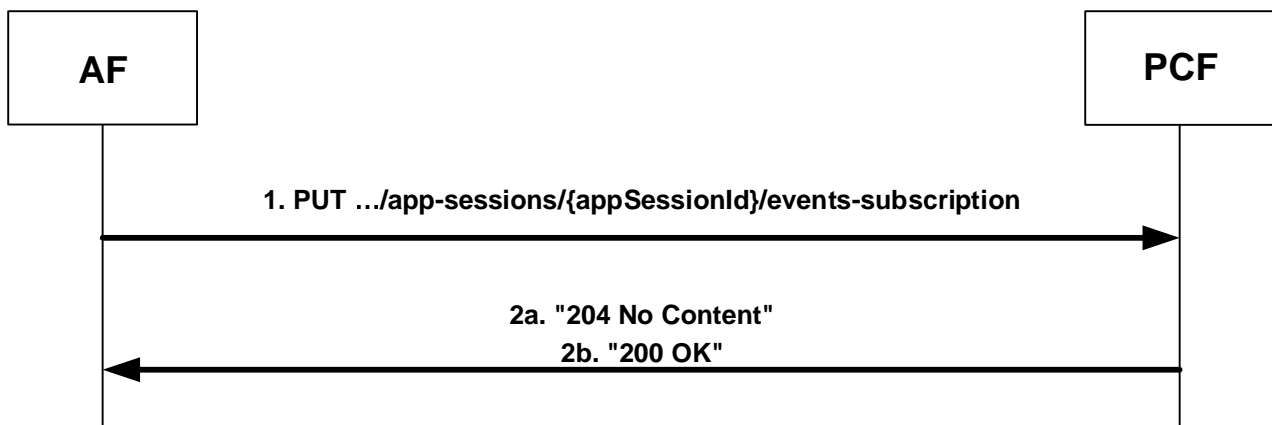 AF
PCF
1. PUT …/app-sessions/{appSessionId}/events-subscription
2a. "204 No Content"
2b. "200 OK"